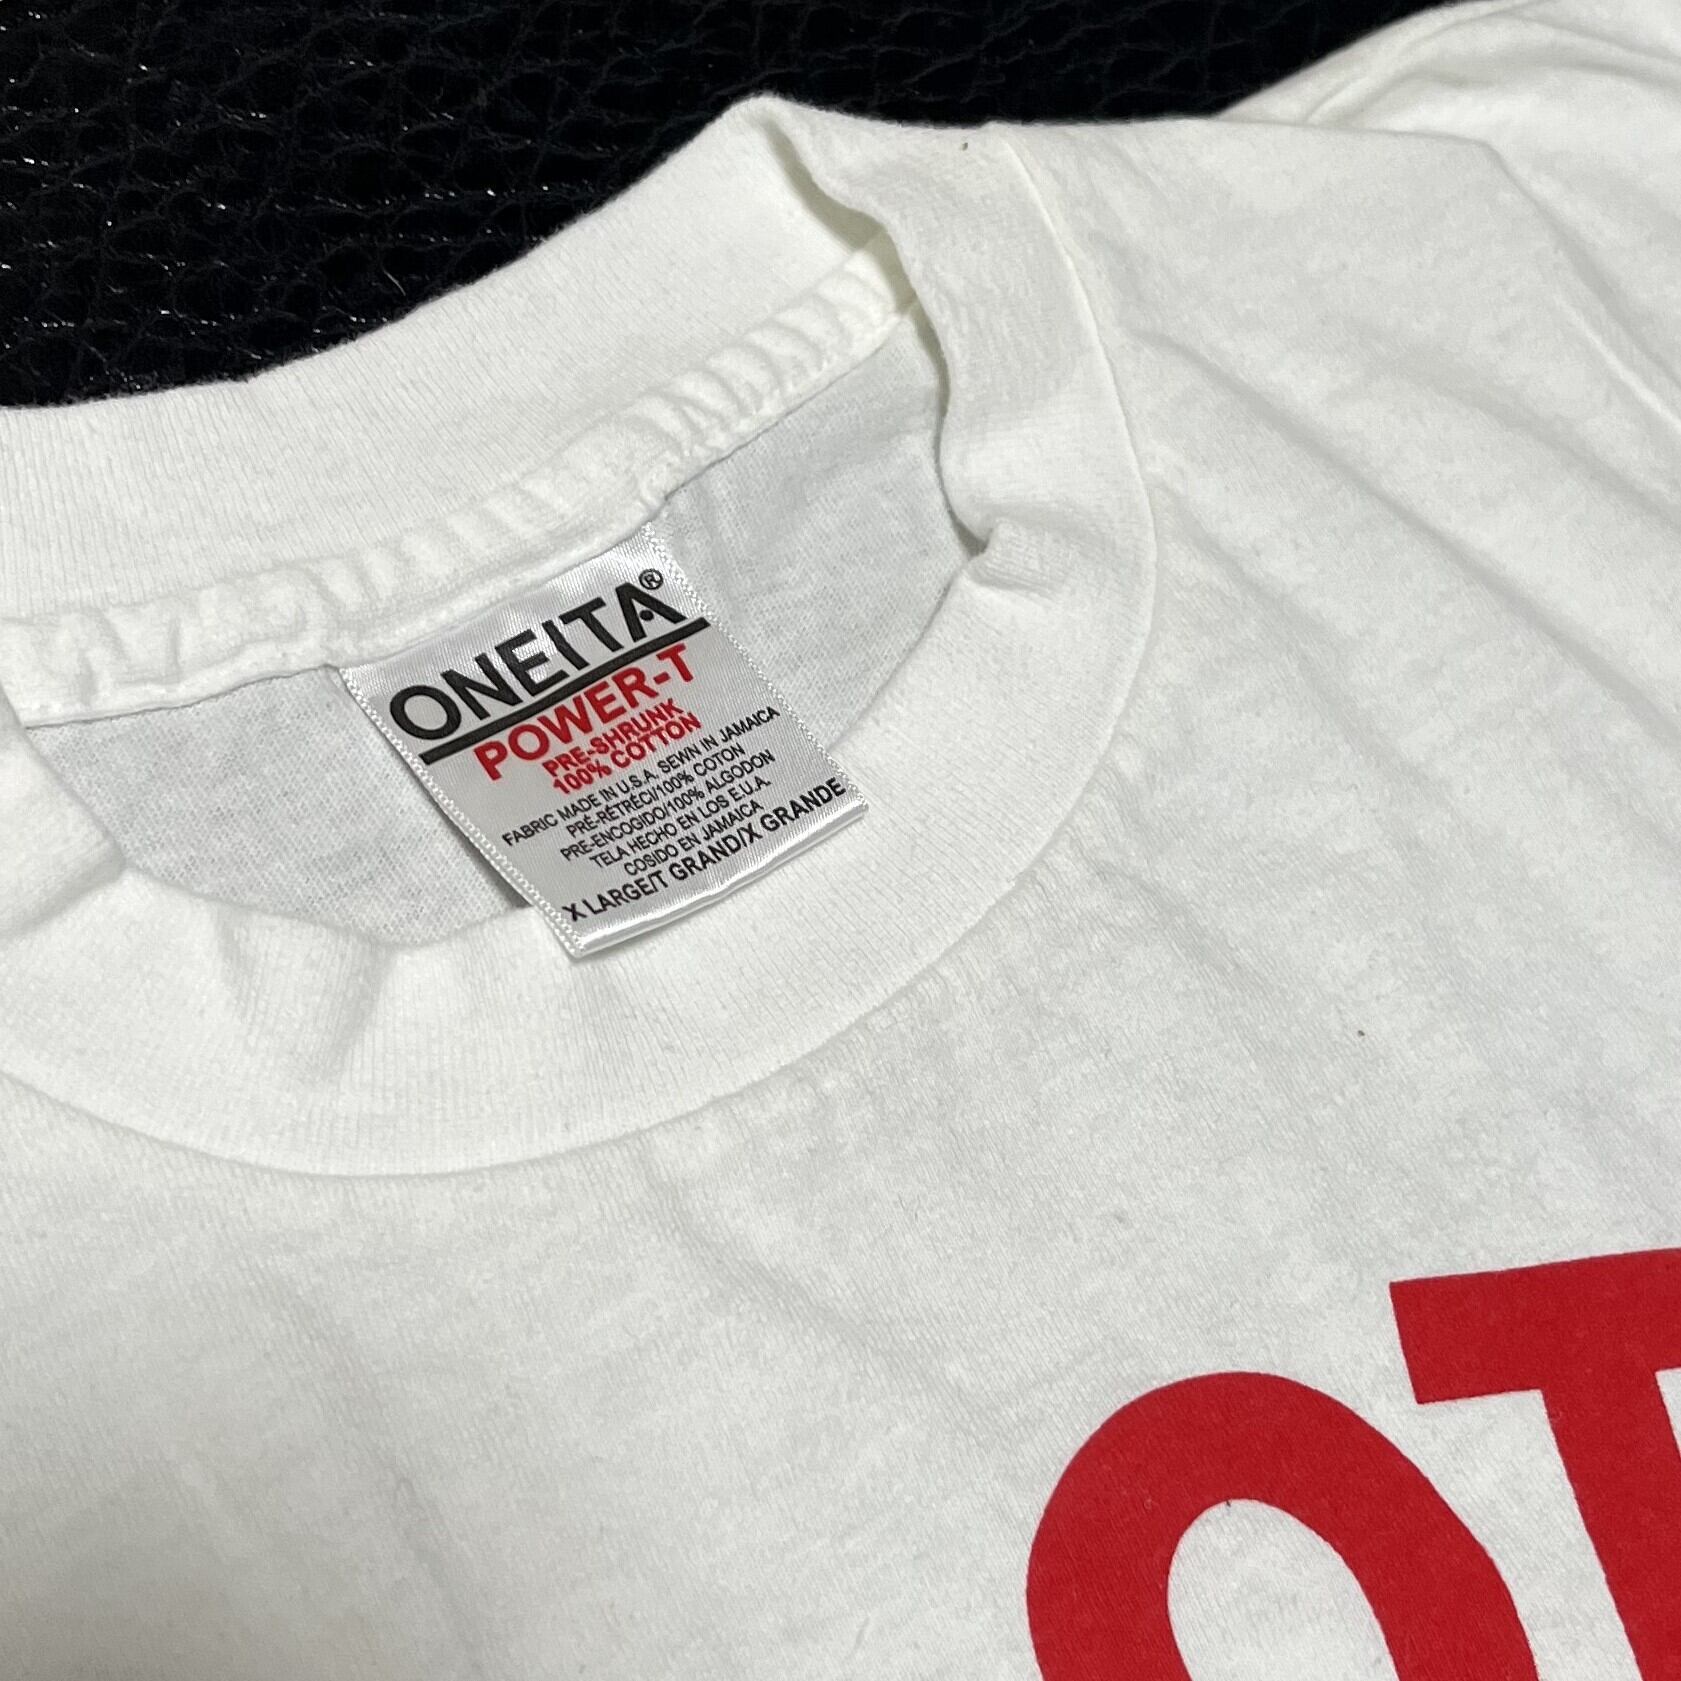 ONEITA®
POWER-T
PRE-SHRUNK
100% COTTON
FABRIC MADE IN U.S.A. SEWN IN JAMAICA
PRÉ-RÉTRÉCI/100% COTON
PRE-ENCOGIDO/100% ALGODON
TELA HECHO EN LOS E.U.A.
COSIDO EN JAMAICA
X LARGE/T GRAND/X GRANDE